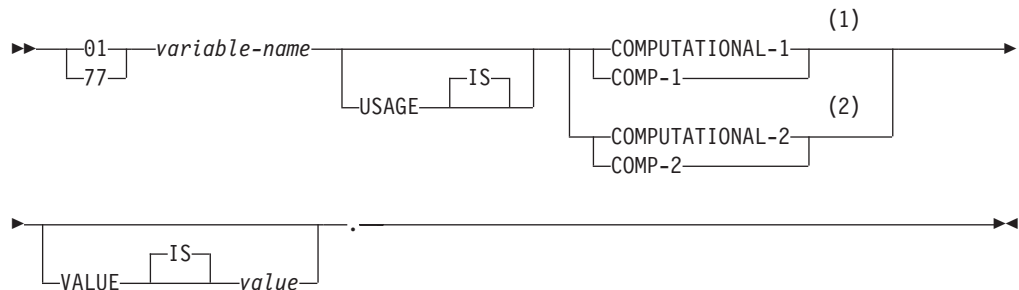 (1)
01 variable-name COMPUTATIONAL-1
77 IS COMP-1
USAGE (2)
COMPUTATIONAL-2
COMP-2
.
IS
VALUE value